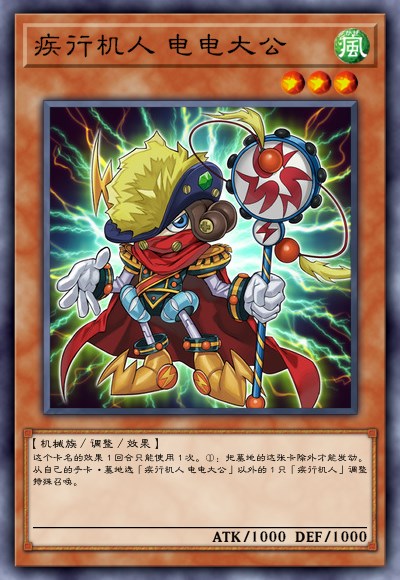 疾行机人 电电大公
風
【机械族／调整／效果】
这个卡名的效果1回合只能使用1次。①：把墓地的这张卡除外才能发动。
从自己的手卡·墓地选「疾行机人 电电大公」以外的1只「疾行机人」调整
特殊召唤。
ATK/1000 DEF/1000